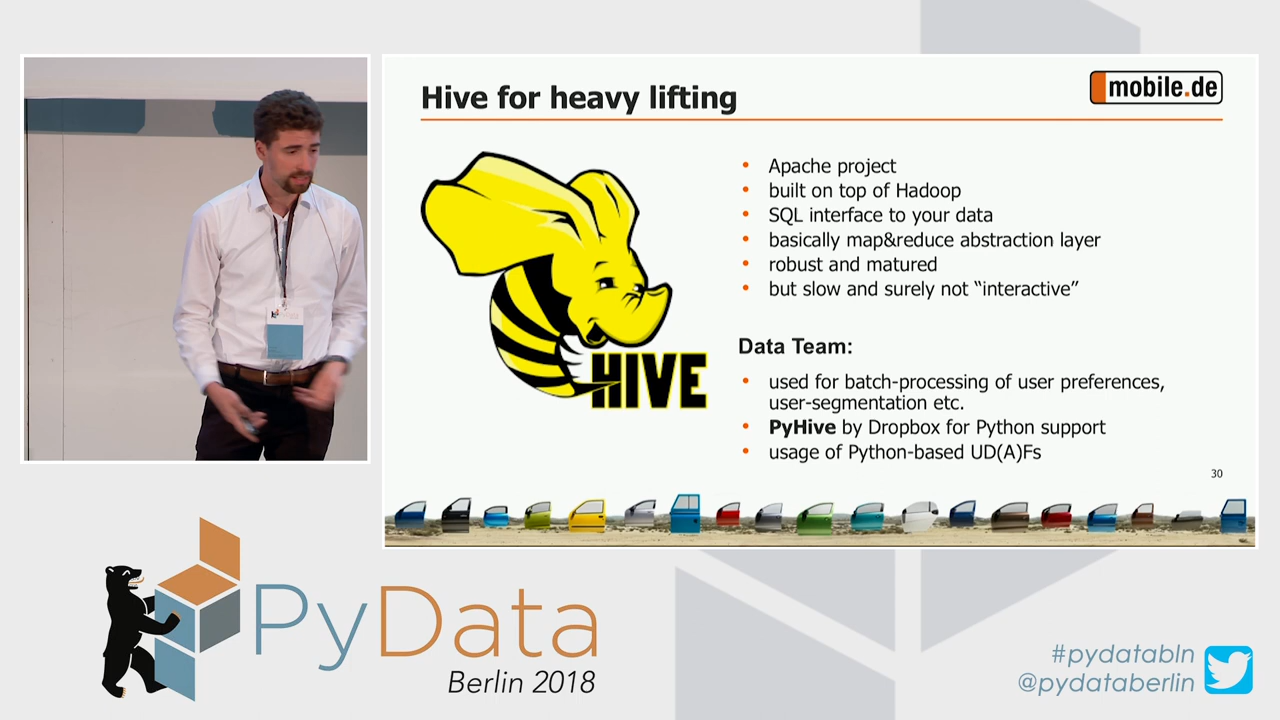 Hive for heavy lifting
mobile.de
HIVE
• Apache project
• built on top of Hadoop
• SQL interface to your data
• basically map&reduce abstraction layer
• robust and matured
• but slow and surely not “interactive”
Data Team:
• used for batch-processing of user preferences,
user-segmentation etc.
• PyHive by Dropbox for Python support
• usage of Python-based UD(A)Fs
30
PyData
Berlin 2018
#pydatabln
@pydataberlin